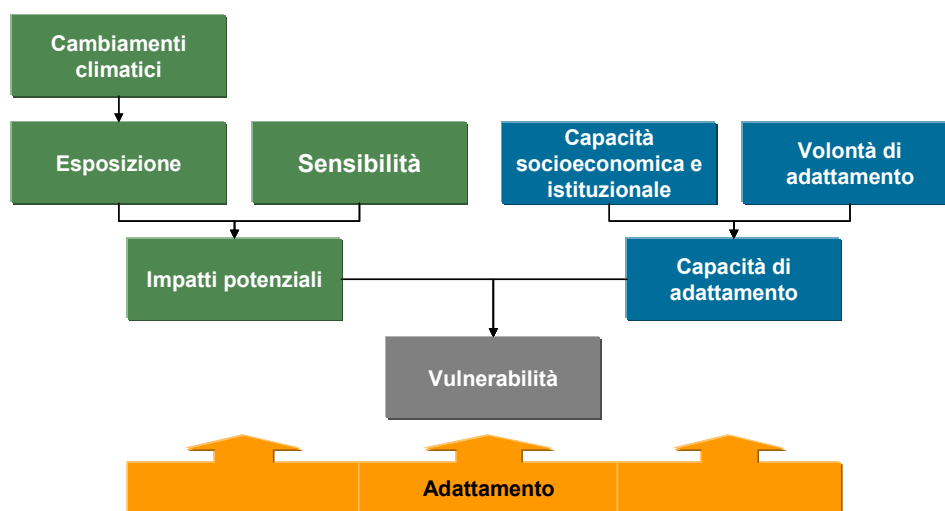 Cambiamenti
climatici
Esposizione
Sensibilità
Capacità
socioeconomica e
istituzionale
Volontà di
adattamento
Impatti potenziali
Capacità di
adattamento
Vulnerabilità
Adattamento